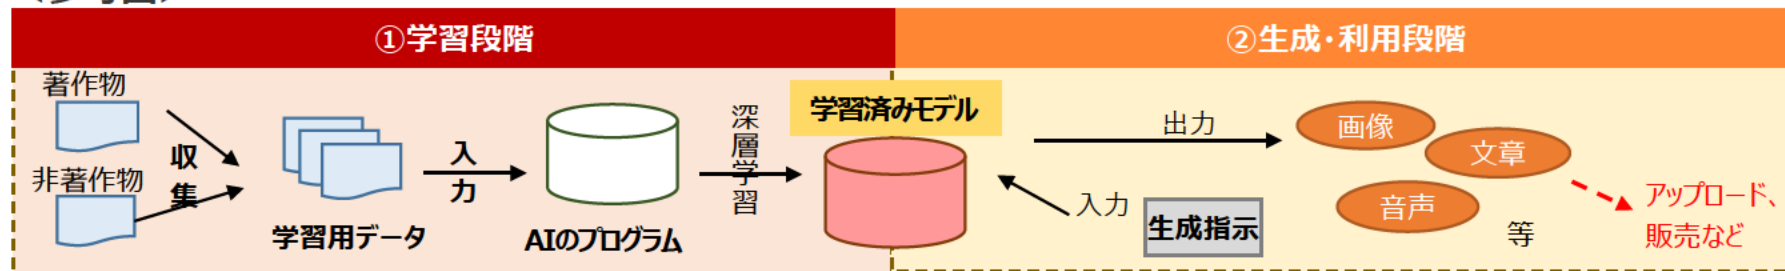 ①学習段階
②生成・利用段階
著作物
非著作物
収集
学習用データ
入力
AIのプログラム
深層学習
学習済みモデル
出力
入力
生成指示
画像
文章
音声
等
アップロード、
販売など